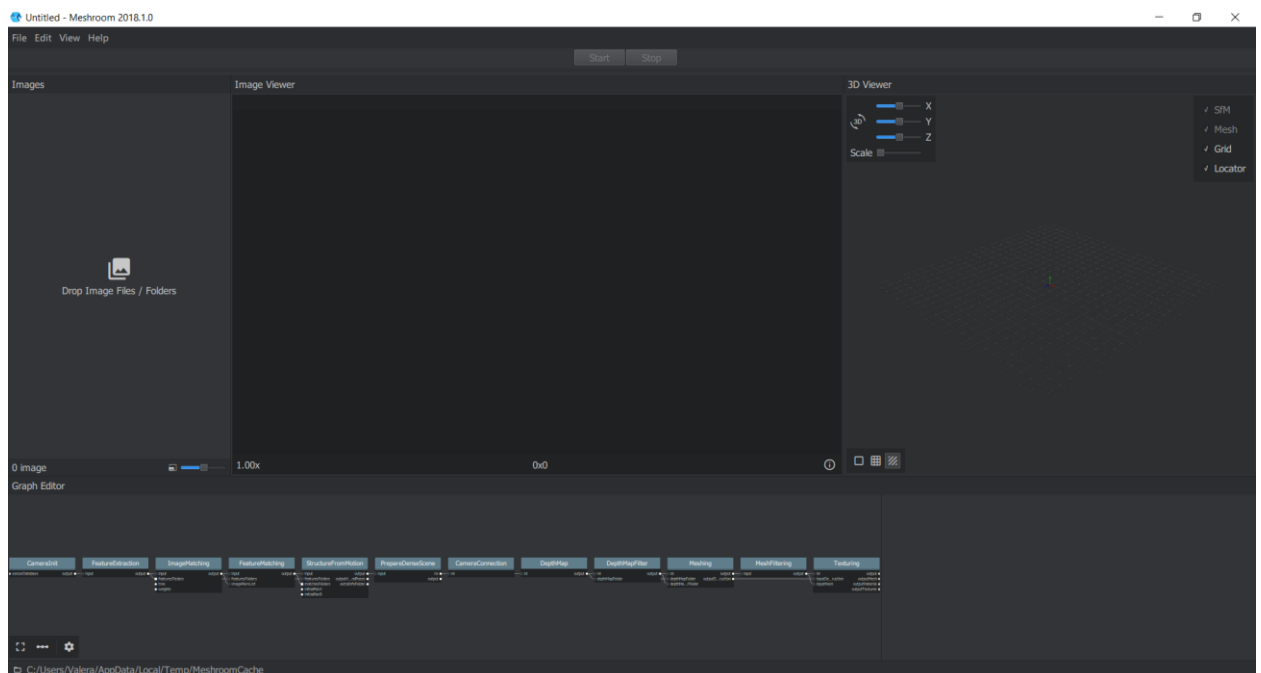 Untitled - Meshroom 2018.1.0
File Edit View Help
Start Stop
Images
Image Viewer
3D Viewer
X
3D
Y
Z
Scale
SfM
Mesh
Grid
Locator
Drop Image Files / Folders
0 image
1.00x
0x0
Graph Editor
CameraInit FeatureExtraction ImageMatching FeatureMatching StructureFromMotion PrepareDenseScene CameraConnection DepthMap DepthMapFilter Meshing MeshFiltering Texturing
C:/Users/Valera/AppData/Local/Temp/MeshroomCache